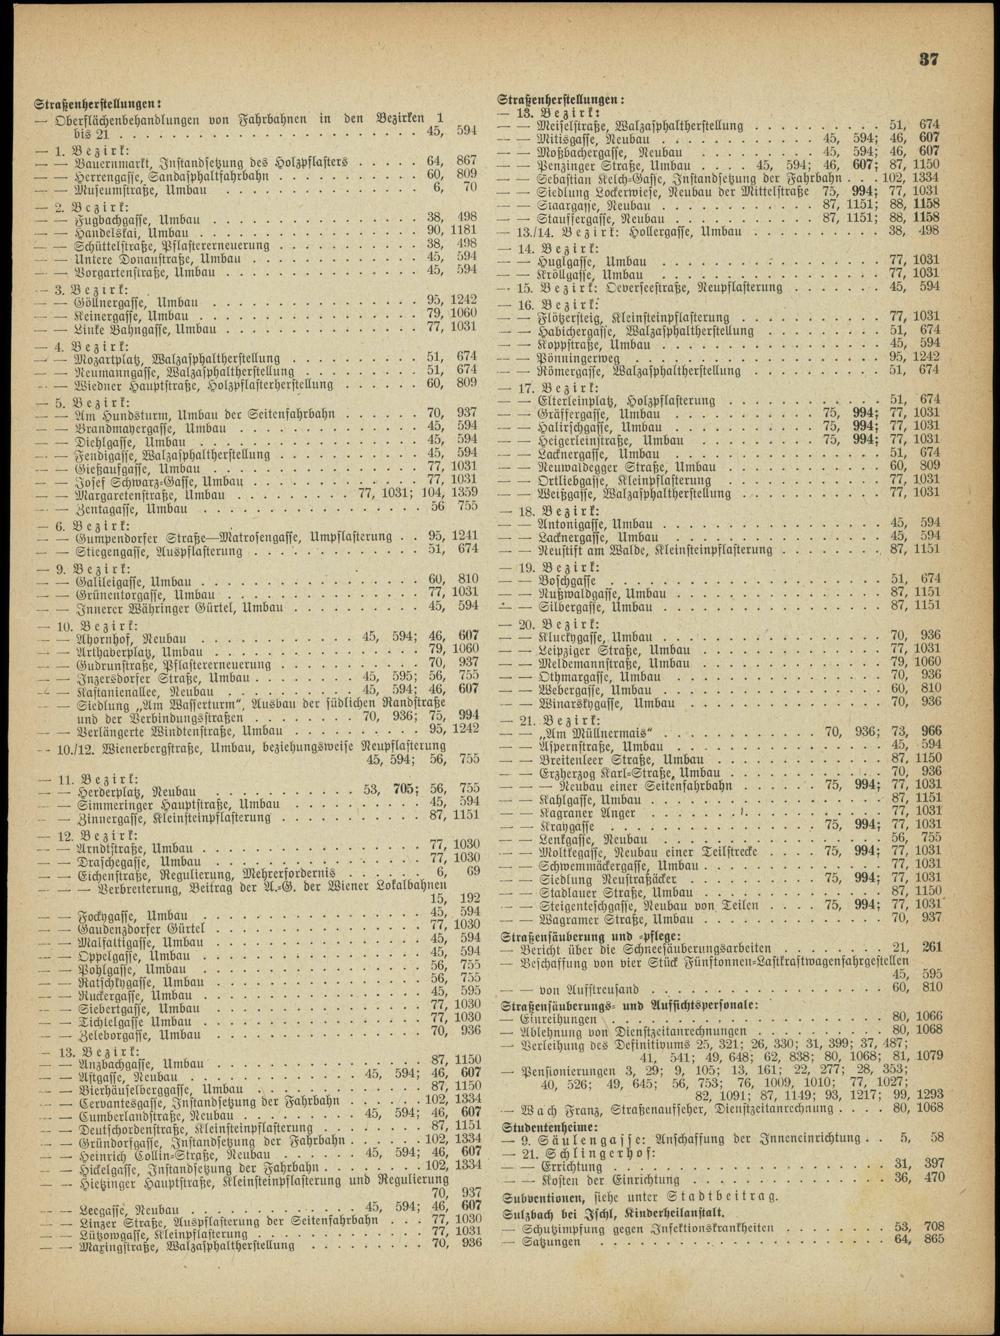 37
Straßenherstellungen:
— Oberflächenbehandlungen von Fahrbahnen in den Bezirken 1
bis 21 . . . 45, 594
— 1. Bezirk:
— — Bauernmarkt, Instandsetzung des Holzpflasters . . . 64, 867
— — Herrengasse, Sandasphaltfahrbahn . . . 60, 809
— — Museumstraße, Umbau . . . 6, 70
— 2. Bezirk:
— — Fugbachgasse, Umbau . . . 38, 498
— — Handelskai, Umbau . . . 90, 1181
— — Schüttelstraße, Pflastererneuerung . . . 38, 498
— — Untere Donaustraße, Umbau . . . 45, 594
— — Vorgartenstraße, Umbau . . . 45, 594
— 3. Bezirk:
— — Göllnergasse, Umbau . . . 95, 1242
— — Keinergasse, Umbau . . . 79, 1060
— — Linke Bahngasse, Umbau . . . 77, 1031
— 4. Bezirk:
— — Mozartplatz, Walzasphaltherstellung . . . 51, 674
— — Neumanngasse, Walzasphaltherstellung . . . 51, 674
— — Wiedner Hauptstraße, Holzpflasterherstellung . . . 60, 809
— 5. Bezirk:
— — Am Hundsturm, Umbau der Seitenfahrbahn . . . 70, 937
— — Brandmayergasse, Umbau . . . 45, 594
— — Diehlgasse, Umbau . . . 45, 594
— — Fendigasse, Walzasphaltherstellung . . . 45, 594
— — Gießaufgasse, Umbau . . . 77, 1031
— — Josef Schwarz-Gasse, Umbau . . . 77, 1031
— — Margaretenstraße, Umbau . . . 77, 1031; 104, 1359
— — Zentagasse, Umbau . . . 56 755
— 6. Bezirk:
— — Gumpendorfer Straße—Matrosengasse, Umpflasterung . . 95, 1241
— — Stiegengasse, Auspflasterung . . . 51, 674
— 9. Bezirk:
— — Galileigasse, Umbau . . . 60, 810
— — Grünentorgasse, Umbau . . . 77, 1031
— — Innerer Währinger Gürtel, Umbau . . . 45, 594
— 10. Bezirk:
— — Ahornhof, Neubau . . . 45, 594; 46, 607
— — Arthaberplatz, Umbau . . . 79, 1060
— — Gudrunstraße, Pflastererneuerung . . . 70, 937
— — Inzersdorfer Straße, Umbau . . . 45, 595; 56, 755
— — Kastanienallee, Neubau . . . 45, 594; 46, 607
— — Siedlung „Am Wasserturm“, Ausbau der südlichen Randstraße
und der Verbindungsstraßen . . . 70, 936; 75, 994
— — Verlängerte Windtenstraße, Umbau . . . 95, 1242
— 10./12. Wienerbergstraße, Umbau, beziehungsweise Neupflasterung
45, 594; 56, 755
— 11. Bezirk:
— — Herderplatz, Neubau . . . 53, 705; 56, 755
— — Simmeringer Hauptstraße, Umbau . . . 45, 594
— — Zinnergasse, Kleinsteinpflasterung . . . 87, 1151
— 12. Bezirk:
— — Arndtstraße, Umbau . . . 77, 1030
— — Draschegasse, Umbau . . . 77, 1030
— — Eichenstraße, Regulierung, Mehrerfordernis . . . 6, 69
— — — Verbreiterung, Beitrag der A.-G. der Wiener Lokalbahnen
15, 192
— — Fockygasse, Umbau . . . 45, 594
— — Gaudenzdorfer Gürtel . . . 77, 1030
— — Malfattigasse, Umbau . . . 45, 594
— — Oppelgasse, Umbau . . . 45, 594
— — Pohlgasse, Umbau . . . 56, 755
— — Ratschkygasse, Umbau . . . 56, 755
— — Ruckergasse, Umbau . . . 45, 595
— — Siebertgasse, Umbau . . . 77, 1030
— — Tichtelgasse Umbau . . . 77, 1030
— — Zeleborgasse, Umbau . . . 70, 936
— 13. Bezirk:
— — Anzbachgasse, Umbau . . . 87, 1150
— — Astgasse, Neubau . . . 45, 594; 46, 607
— — Bierhäuselberggasse, Umbau . . . 87, 1150
— — Cervantesgasse, Instandsetzung der Fahrbahn . . . 102, 1334
— — Cumberlandstraße, Neubau . . . 45, 594; 46, 607
— — Deutschordenstraße, Kleinsteinpflasterung . . . 87, 1151
— — Gründorfgasse, Instandsetzung der Fahrbahn . . . 102, 1334
— — Heinrich Collin-Straße, Neubau . . . 45, 594; 46, 607
— — Hickelgasse, Instandsetzung der Fahrbahn . . . 102, 1334
— — Hietzinger Hauptstraße, Kleinsteinpflasterung und Regulierung
70, 937
— — Leegasse, Neubau . . . 45, 594; 46, 607
— — Linzer Straße, Auspflasterung der Seitenfahrbahn . . . 77, 1030
— — Lützowgasse, Kleinpflasterung . . . 77, 1031
— — Maxingstraße, Walzasphaltherstellung . . . 70, 936
Straßenherstellungen:
— 13. Bezirk:
— — Meiselstraße, Walzasphaltherstellung . . . 51, 674
— — Mitisgasse, Neubau . . . 45, 594; 46, 607
— — Moßbachergasse, Neubau . . . 45, 594; 46, 607
— — Penzinger Straße, Umbau . . . 45, 594; 46, 607; 87, 1150
— — Sebastian Kelch-Gasse, Instandsetzung der Fahrbahn . . . 102, 1334
— — Siedlung Lockerwiese, Neubau der Mittelstraße 75, 994; 77, 1031
— — Staargasse, Neubau . . . 87, 1151; 88, 1158
— — Stauffergasse, Neubau . . . 87, 1151; 88, 1158
— 13./14. Bezirk: Hollergasse, Umbau . . . 38, 498
— 14. Bezirk:
— — Huglgasse, Umbau . . . 77, 1031
— — Kröllgasse, Umbau . . . 77, 1031
— 15. Bezirk: Oeverseestraße, Neupflasterung . . . 45, 594
— 16. Bezirk:
— — Flötzersteig, Kleinsteinpflasterung . . . 77, 1031
— — Habichergasse, Walzasphaltherstellung . . . 51, 674
— — Koppstraße, Umbau . . . 45, 594
— — Pönningerweg . . . 95, 1242
— — Römergasse, Walzasphaltherstellung . . . 51, 674
— 17. Bezirk:
— — Elterleinplatz, Holzpflasterung . . . 51, 674
— — Gräffergasse, Umbau . . . 75, 994; 77, 1031
— — Halirschgasse, Umbau . . . 75, 994; 77, 1031
— — Heigerleinstraße, Umbau . . . 75, 994; 77, 1031
— — Lacknergasse, Umbau . . . 51, 674
— — Neuwaldegger Straße, Umbau . . . 60, 809
— — Ortliebgasse, Kleinpflasterung . . . 77, 1031
— — Weißgasse, Walzasphaltherstellung . . . 77, 1031
— 18. Bezirk:
— — Antonigasse, Umbau . . . 45, 594
— — Lacknergasse, Umbau . . . 45, 594
— — Neustift am Walde, Kleinsteinpflasterung . . . 87, 1151
— 19. Bezirk:
— — Boschgasse . . . 51, 674
— — Nußwaldgasse, Umbau . . . 87, 1151
— — Silbergasse, Umbau . . . 87, 1151
— 20. Bezirk:
— — Kluckygasse, Umbau . . . 70, 936
— — Leipziger Straße, Umbau . . . 77, 1031
— — Meldemannstraße, Umbau . . . 79, 1060
— — Othmargasse, Umbau . . . 70, 936
— — Webergasse, Umbau . . . 60, 810
— — Winarskygasse, Umbau . . . 70, 936
— 21. Bezirk:
— — „Am Müllnermais“ . . . 70, 936; 73, 966
— — Aspernstraße, Umbau . . . 45, 594
— — Breitenleer Straße, Umbau . . . 87, 1150
— — Erzherzog Karl-Straße, Umbau . . . 70, 936
— — — Neubau einer Seitenfahrbahn . . . 75, 994; 77, 1031
— — Kahlgasse, Umbau . . . 87, 1151
— — Kagraner Anger . . . 77, 1031
— — Kraygasse . . . 75, 994; 77, 1031
— — Lenkgasse, Neubau . . . 56, 755
— — Moltkegasse, Neubau einer Teilstrecke . . . 75, 994; 77, 1031
— — Schwemmäckergasse, Umbau . . . 77, 1031
— — Siedlung Neustraßäcker . . . 75, 994; 77, 1031
— — Stadlauer Straße, Umbau . . . 87, 1150
— — Steigenteschgasse, Neubau von Teilen . . . 75, 994; 77, 1031
— — Wagramer Straße, Umbau . . . 70, 937
Straßensäuberung und -pflege:
— Bericht über die Schneesäuberungsarbeiten . . . 21, 261
— Beschaffung von vier Stück Fünftonnen-Lastkraftwagenfahrgestellen
45, 595
— — von Aufstreusand . . . 60, 810
Straßensäuberungs- und Aufsichtspersonale:
— Einreihungen . . . 80, 1066
— Ablehnung von Dienstzeitanrechnungen . . . 80, 1068
— Verleihung des Definitivums 25, 321; 26, 330; 31, 399; 37, 487;
41, 541; 49, 648; 62, 838; 80, 1068; 81, 1079
— Pensionierungen 3, 29; 9, 105; 13, 161; 22, 277; 28, 353;
40, 526; 49, 645; 56, 753; 76, 1009, 1010; 77, 1027;
82, 1091; 87, 1149; 93, 1217; 99, 1293
— Wach Franz, Straßenaufseher, Dienstzeitanrechnung . . . 80, 1068
Studentenheime:
— 9. Säulengasse: Anschaffung der Inneneinrichtung . . 5, 58
— 21. Schlingerhof:
— — Errichtung . . . 31, 397
— — Kosten der Einrichtung . . . 36, 470
Subventionen, siehe unter Stadtbeitrag.
Sulzbach bei Ischl, Kinderheilanstalt.
— Schutzimpfung gegen Infektionskrankheiten . . . 53, 708
— Satzungen . . . 64, 865